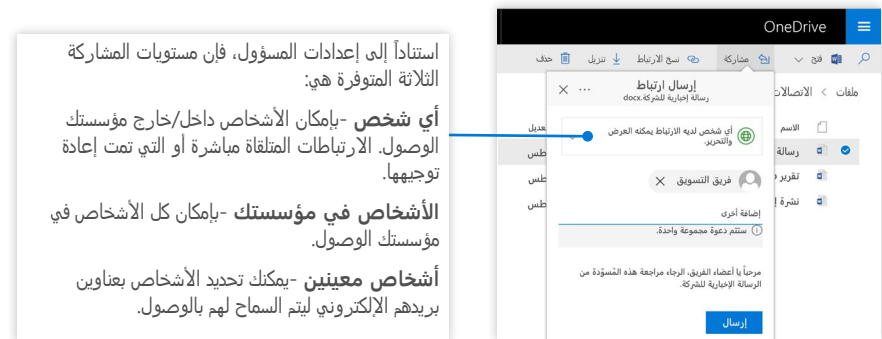 استناداً إلى إعدادات المسؤول، فإن مستويات المشاركة
الثلاثة المتوفرة هي:
أي شخص -بإمكان الأشخاص داخل/خارج مؤسستك
الوصول. الارتباطات المتلقاة مباشرة أو التي تمت إعادة
توجيهها.
الأشخاص في مؤسستك -بإمكان كل الأشخاص في
مؤسستك الوصول.
أشخاص معينين -يمكنك تحديد الأشخاص بعناوين
بريدهم الإلكتروني ليتم السماح لهم بالوصول.
OneDrive
فتح مشاركة نسخ الارتباط تنزيل حذف
ملفات > الاتصالات
الاسم
رسالة
تقرير
نشرة
إرسال ارتباط
رسالة إخبارية للشركة.docx
أي شخص لديه الارتباط يمكنه العرض
والتحرير.
فريق التسويق
إضافة أخرى
ستتم دعوة مجموعة واحدة.
مرحباً يا أعضاء الفريق، الرجاء مراجعة هذه المُسوّدة من
الرسالة الإخبارية للشركة.
إرسال